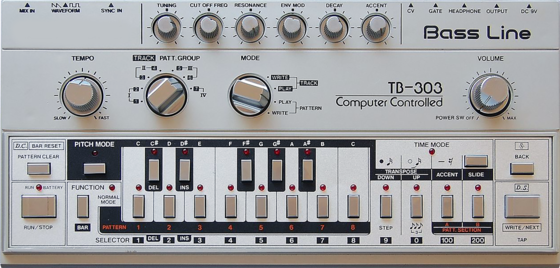 MIX IN WAVEFORM SYNC IN TUNING CUT OFF FREQ RESONANCE ENV MOD DECAY ACCENT CV GATE HEADPHONE OUTPUT DC 9V
Bass Line
TEMPO TRACK PATT. GROUP MODE VOLUME
WRITE
PLAY TRACK
PLAY
WRITE PATTERN
I II III IV
SLOW FAST
TB-303
Computer Controlled
POWER SW OFF MAX
D.C. BAR RESET
PATTERN CLEAR
PITCH MODE
C C# D D# E F F# G G# A A# B C
DEL INS
TIME MODE
TRANSPOSE
DOWN UP ACCENT SLIDE
BACK
RUN BATTERY
FUNCTION
NORMAL MODE
D.S.
RUN/STOP
BAR
PATTERN 1 2 3 4 5 6 7 8
STEP
3
PATT. SECTION
WRITE/NEXT
SELECTOR 1 DEL 2 INS 3 4 5 6 7 8 9 0 100 200 TAP